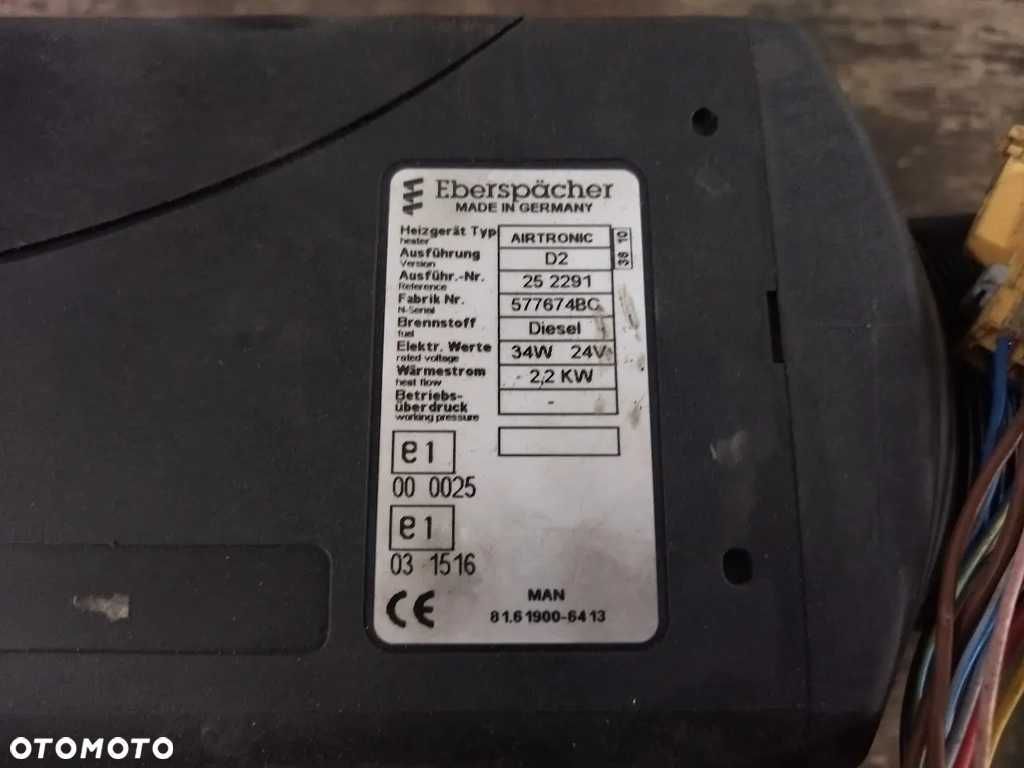 Eberspächer
MADE IN GERMANY
Heizgerät Typ AIRTRONIC
heater
38 10
Ausführung D2
Version
Ausführ.-Nr. 25 2291
Reference
Fabrik Nr. 577674BC
N-Serial
Brennstoff Diesel
fuel
Elektr. Werte 34W 24V
rated voltage
Wärmestrom 2,2 KW
heat flow
Betriebs-
überdruck -
working pressure
e1
00 0025
e1
03 1516
CE
MAN
81.61900-6413
OTOMOTO